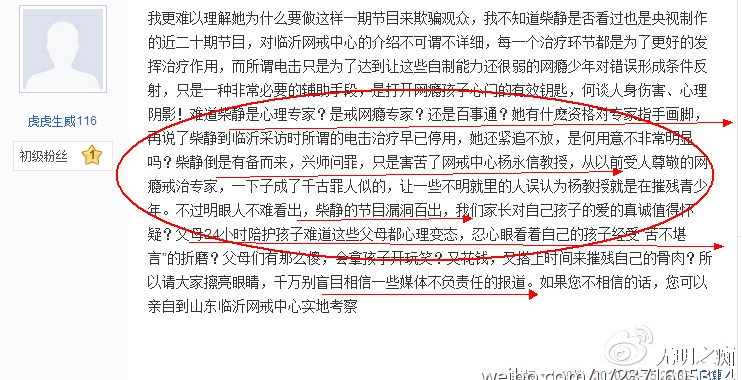 我更难以理解她为什么要做这样一期节目来欺骗观众，我不知道柴静是否看过也是央视制作
的近二十期节目，对临沂网戒中心的介绍不可谓不详细，每一个治疗环节都是为了更好的发
挥治疗作用，而所谓电击只是为了达到让这些自制能力还很弱的网瘾少年对错误形成条件反
射，只是一种非常必要的辅助手段，是打开网瘾孩子心门的有效钥匙，何谈人身伤害、心理
阴影！难道柴静是心理专家？是戒网瘾专家？还是百事通？她有什麽资格对专家指手画脚，
再说了柴静到临沂采访时所谓的电击治疗早已停用，她还紧追不放，是何用意不非常明显
吗？柴静倒是有备而来，兴师问罪，只是害苦了网戒中心杨永信教授，从以前受人尊敬的网
瘾戒治专家，一下子成了千古罪人似的，让一些不明就里的人误认为杨教授就是在摧残青少
年。不过明眼人不难看出，柴静的节目漏洞百出，我们家长对自己孩子的爱的真诚值得怀
疑？父母24小时陪护孩子难道这些父母都心理变态，忍心眼看着自己的孩子经受“苦不堪
言”的折磨？父母们有那么傻，会拿孩子开玩笑？又花钱，又搭上时间来摧残自己的骨肉？所
以请大家擦亮眼睛，千万别盲目相信一些媒体不负责任的报道。如果您不相信的话，您可以
亲自到山东临沂网戒中心实地考察
虎虎生威116
初级粉丝
1
光明之痴